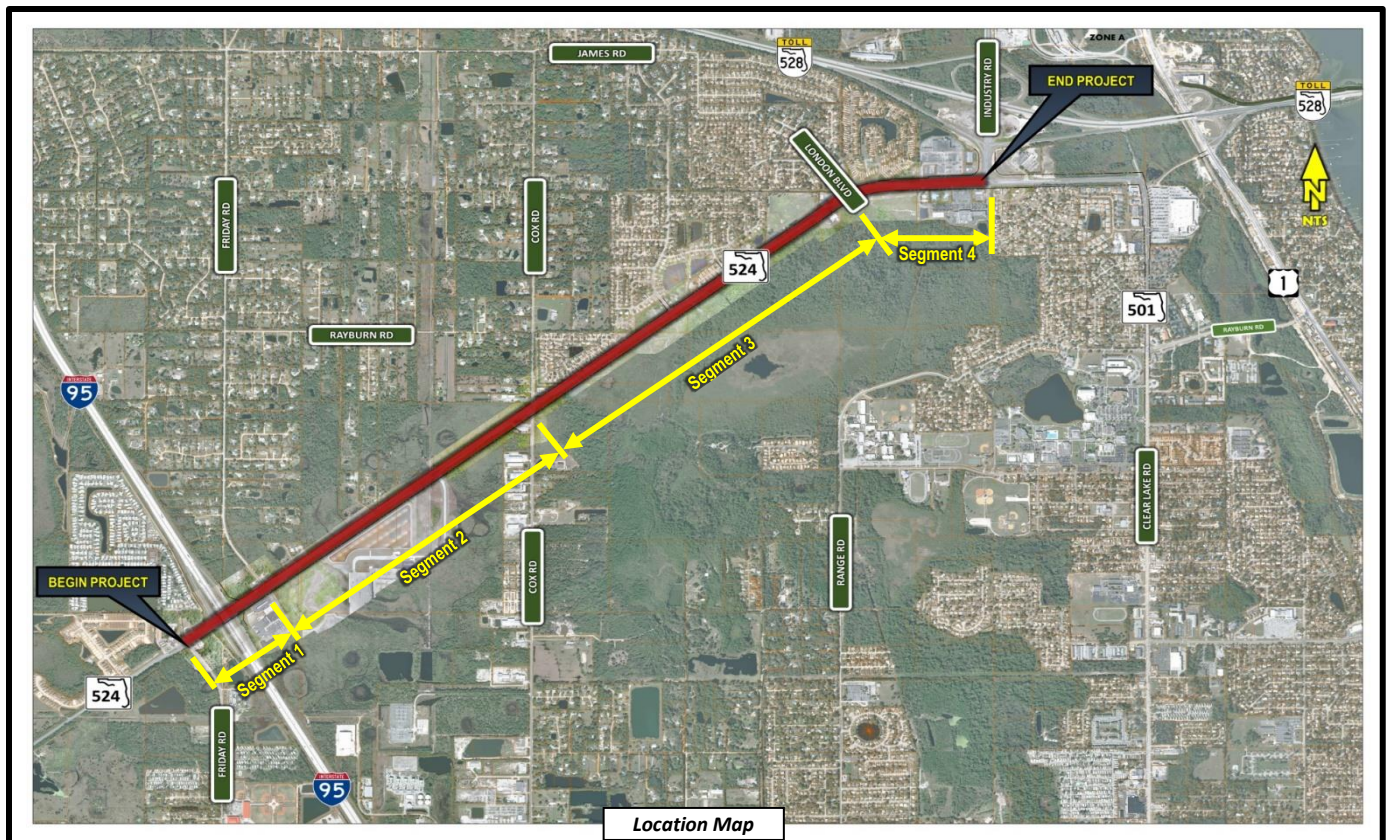 ZONE A
JAMES RD
TOLL
528
INDUSTRY RD
END PROJECT
TOLL
528
LONDON BLVD
N
NTS
FRIDAY RD
COX RD
524
Segment 4
1
501
RAYBURN RD
RAYBURN RD
Segment 3
INTERSTATE
95
CLEAR LAKE RD
Segment 2
COX RD
RANGE RD
BEGIN PROJECT
Segment 1
524
FRIDAY RD
INTERSTATE
95
Location Map